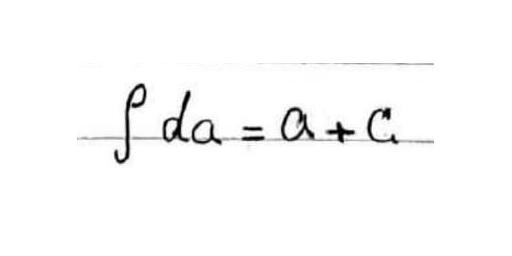 ∫ da = a + C